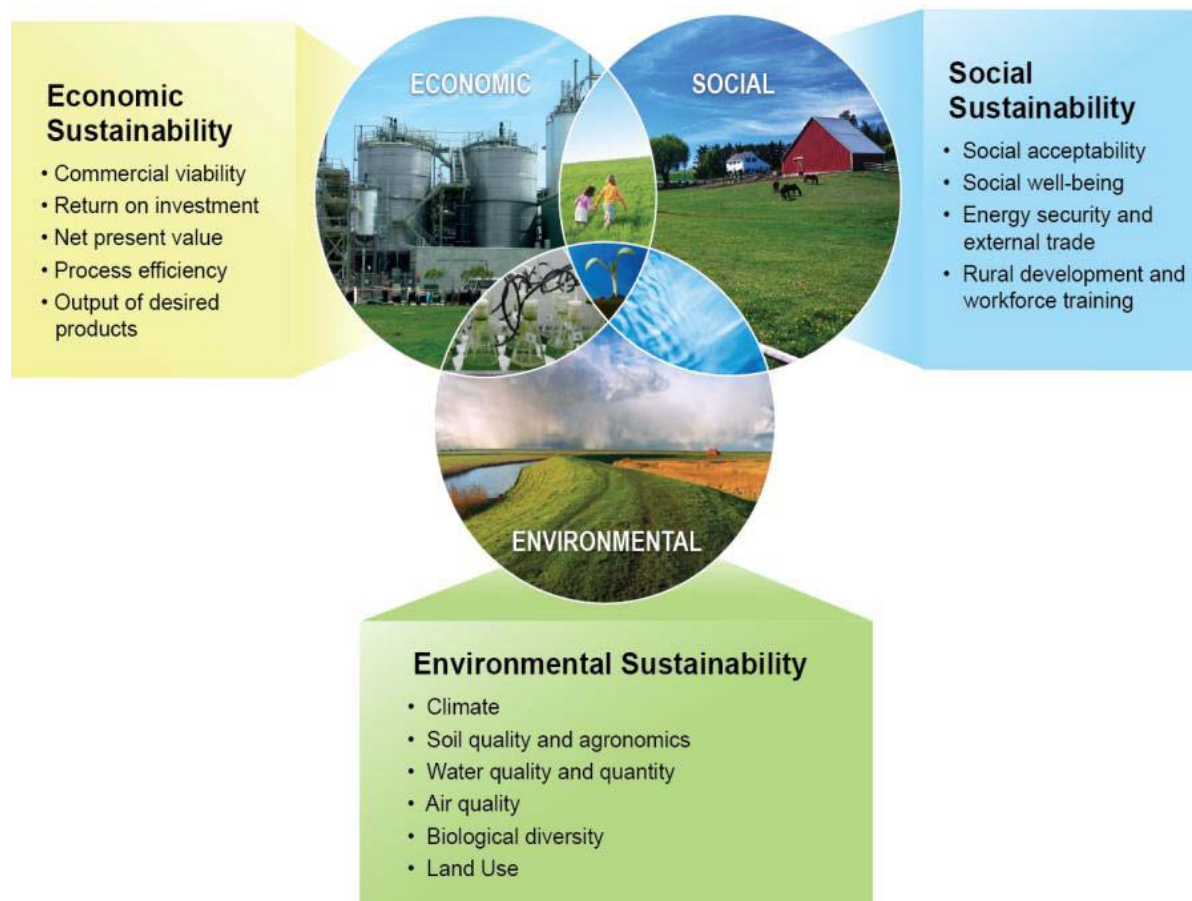 ECONOMIC
SOCIAL
Economic
Sustainability
• Commercial viability
• Return on investment
• Net present value
• Process efficiency
• Output of desired
products
Social
Sustainability
• Social acceptability
• Social well-being
• Energy security and
external trade
• Rural development and
workforce training
ENVIRONMENTAL
Environmental Sustainability
• Climate
• Soil quality and agronomics
• Water quality and quantity
• Air quality
• Biological diversity
• Land Use